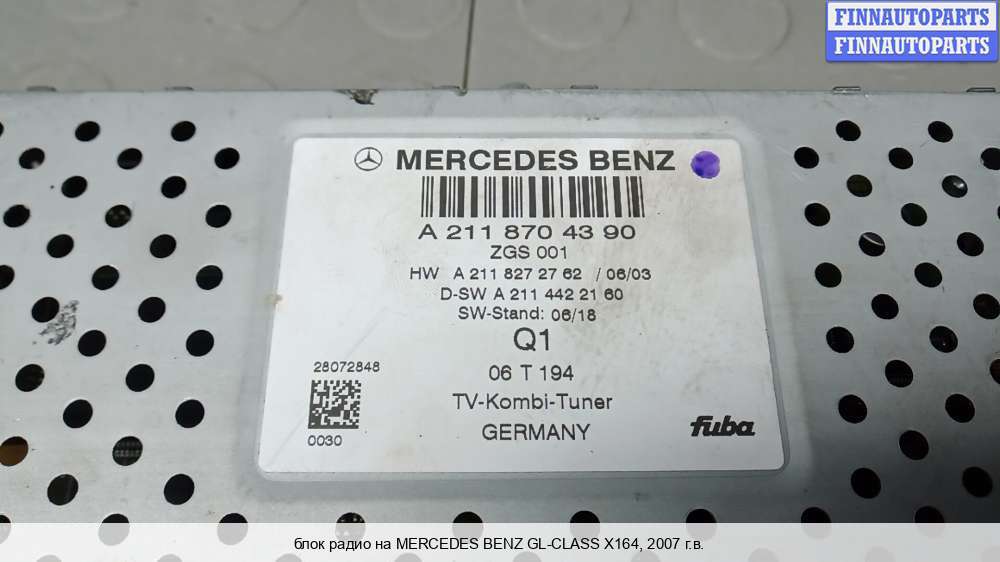 FINNAUTOPARTS
FINNAUTOPARTS
MERCEDES BENZ
A 211 870 43 90
ZGS 001
HW A 211 827 27 62 / 06/03
D-SW A 211 442 21 60
SW-Stand: 06/18
Q1
28072848
06 T 194
TV-Kombi-Tuner
0030
GERMANY
fuba
блок радио на MERCEDES BENZ GL-CLASS X164, 2007 г.в.